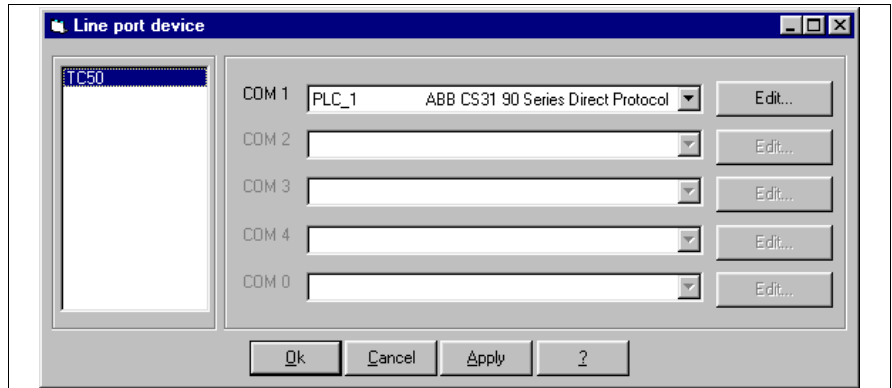 Line port device
TC50
COM 1 PLC_1 ABB CS31 90 Series Direct Protocol Edit...
COM 2 Edit...
COM 3 Edit...
COM 4 Edit...
COM 0 Edit...
Ok Cancel Apply ?